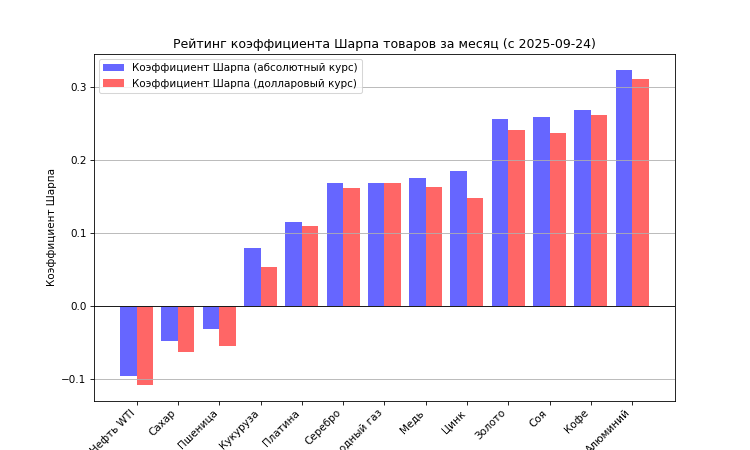 Рейтинг коэффициента Шарпа товаров за месяц (с 2025-09-24)
Коэффициент Шарпа (абсолютный курс)
Коэффициент Шарпа (долларовый курс)
Коэффициент Шарпа
0.3
0.2
0.1
0.0
−0.1
Нефть WTI
Сахар
Пшеница
Кукуруза
Платина
Серебро
газ
Медь
Цинк
Золото
Соя
Кофе
Алюминий